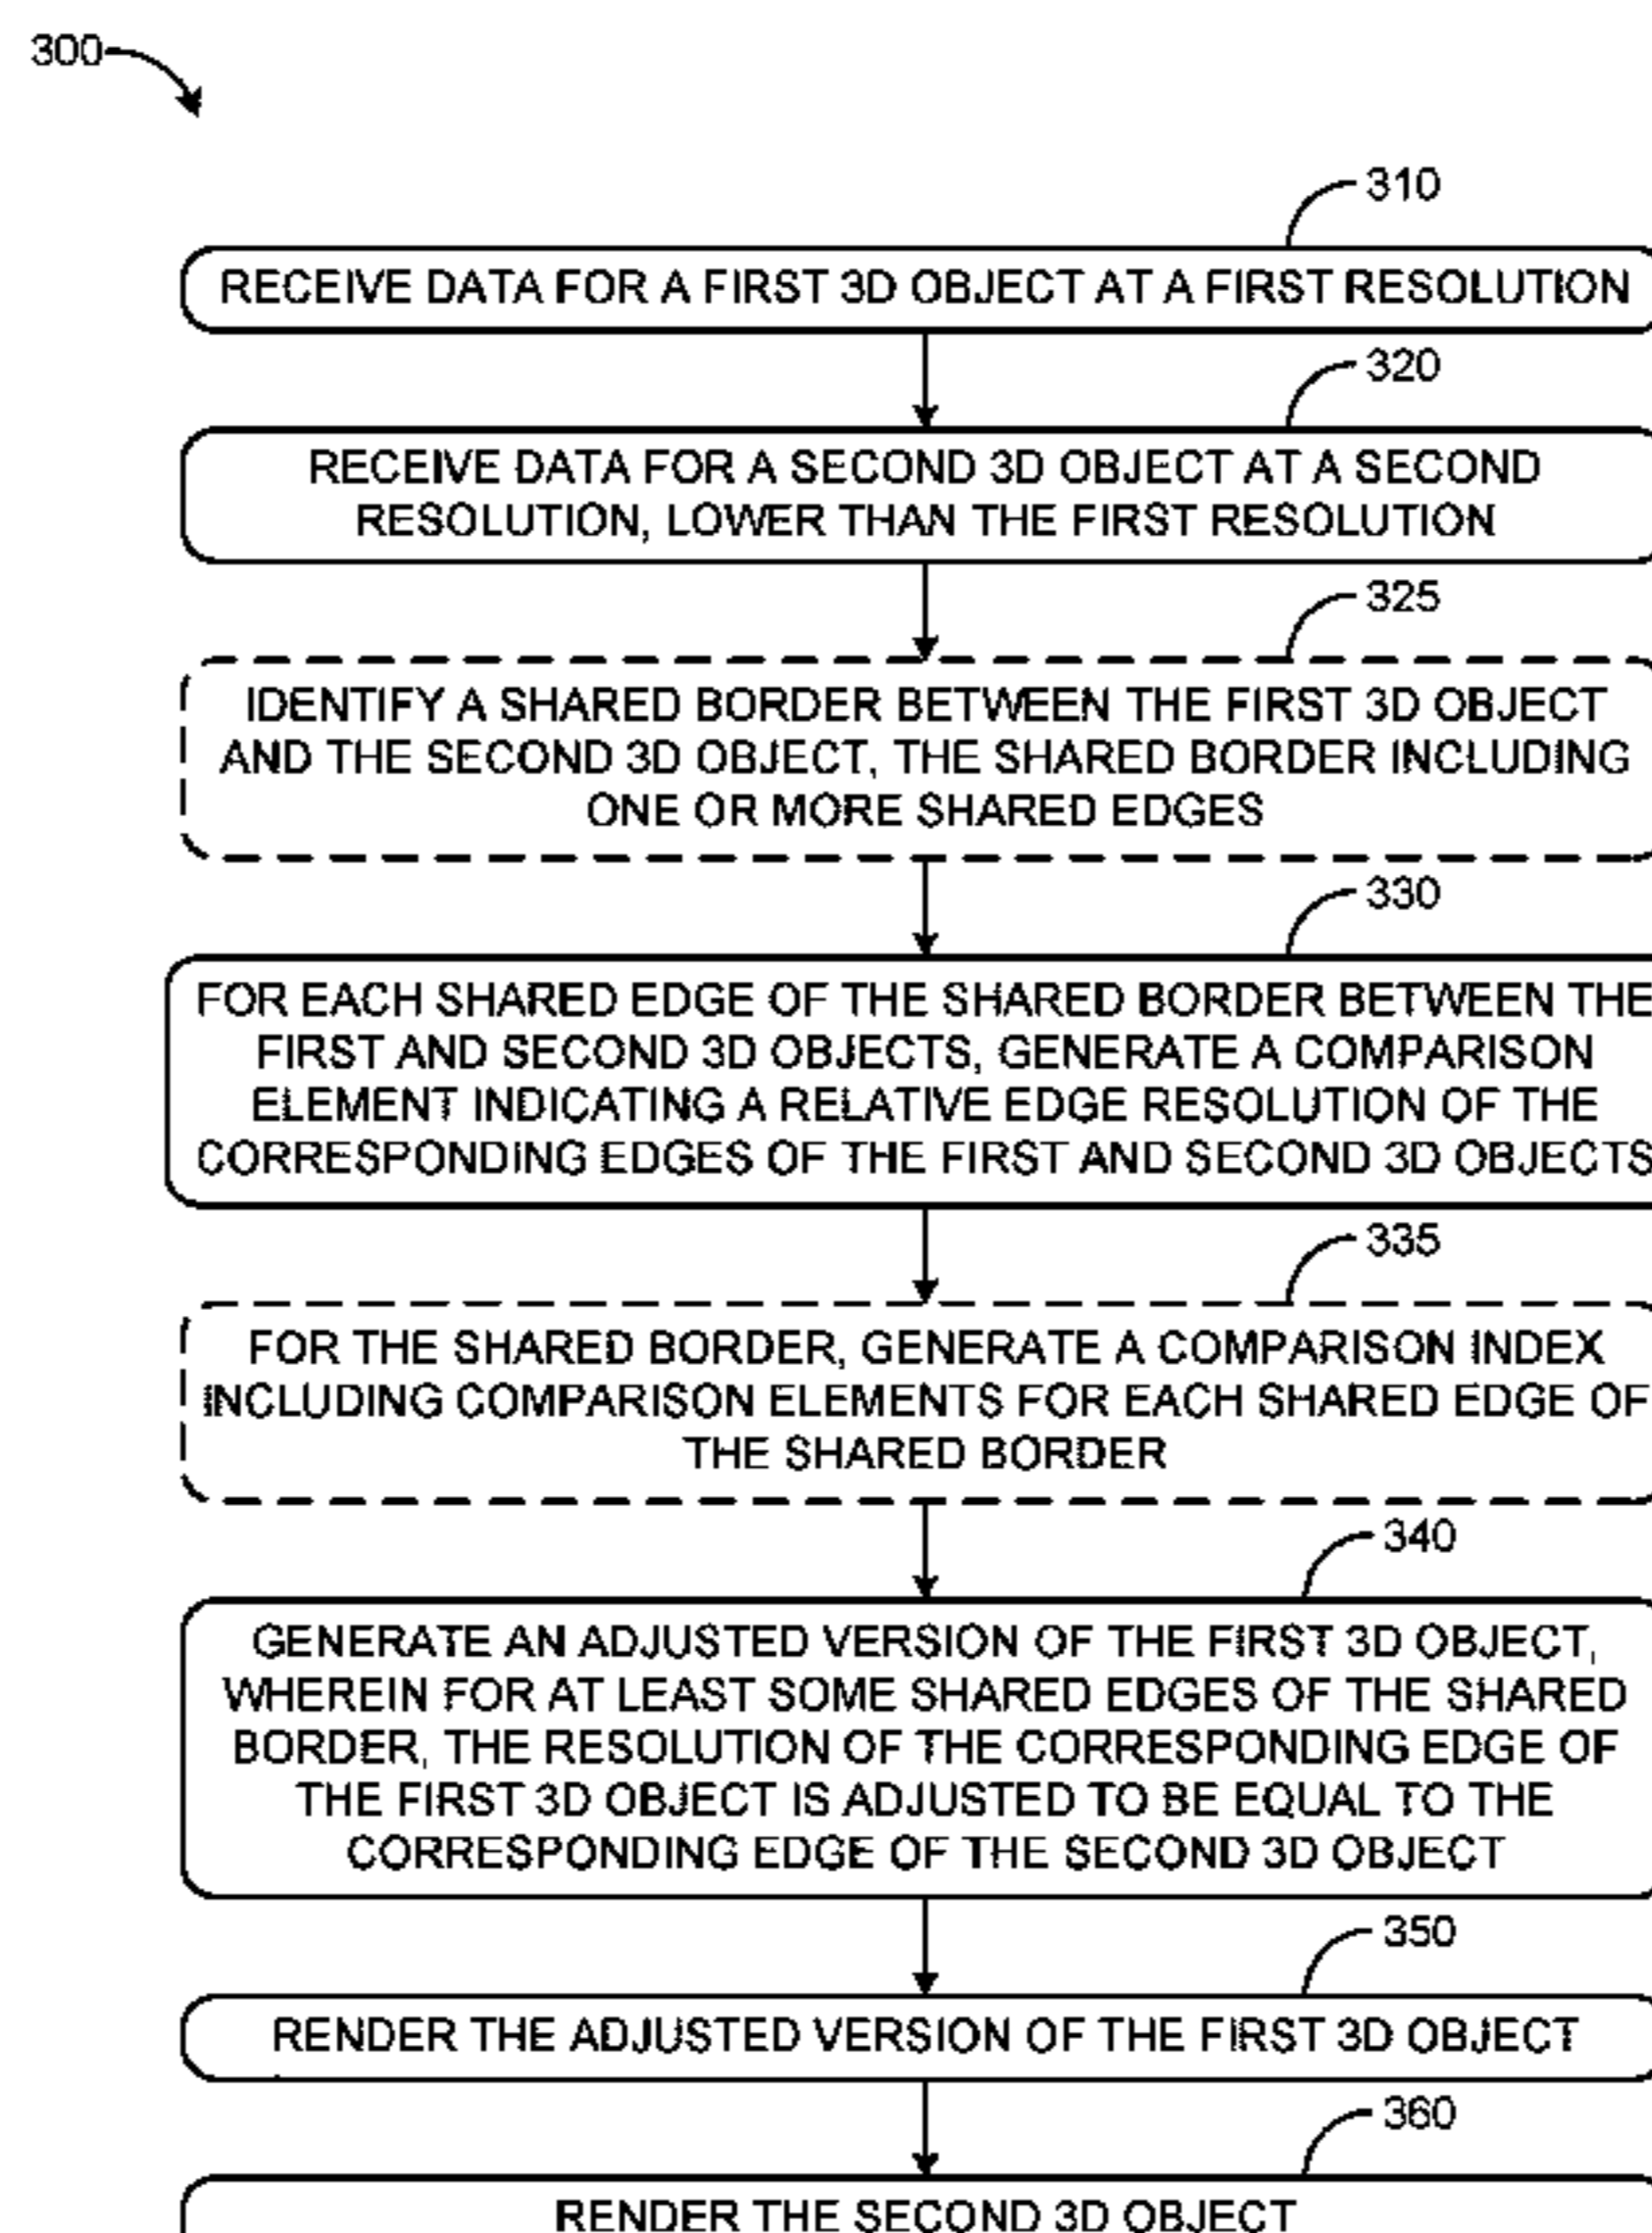 300
310
RECEIVE DATA FOR A FIRST 3D OBJECT AT A FIRST RESOLUTION
320
RECEIVE DATA FOR A SECOND 3D OBJECT AT A SECOND
RESOLUTION, LOWER THAN THE FIRST RESOLUTION
325
IDENTIFY A SHARED BORDER BETWEEN THE FIRST 3D OBJECT
AND THE SECOND 3D OBJECT, THE SHARED BORDER INCLUDING
ONE OR MORE SHARED EDGES
330
FOR EACH SHARED EDGE OF THE SHARED BORDER BETWEEN THE
FIRST AND SECOND 3D OBJECTS, GENERATE A COMPARISON
ELEMENT INDICATING A RELATIVE EDGE RESOLUTION OF THE
CORRESPONDING EDGES OF THE FIRST AND SECOND 3D OBJECTS
335
FOR THE SHARED BORDER, GENERATE A COMPARISON INDEX
INCLUDING COMPARISON ELEMENTS FOR EACH SHARED EDGE OF
THE SHARED BORDER
340
GENERATE AN ADJUSTED VERSION OF THE FIRST 3D OBJECT,
WHEREIN FOR AT LEAST SOME SHARED EDGES OF THE SHARED
BORDER, THE RESOLUTION OF THE CORRESPONDING EDGE OF
THE FIRST 3D OBJECT IS ADJUSTED TO BE EQUAL TO THE
CORRESPONDING EDGE OF THE SECOND 3D OBJECT
350
RENDER THE ADJUSTED VERSION OF THE FIRST 3D OBJECT
360
RENDER THE SECOND 3D OBJECT